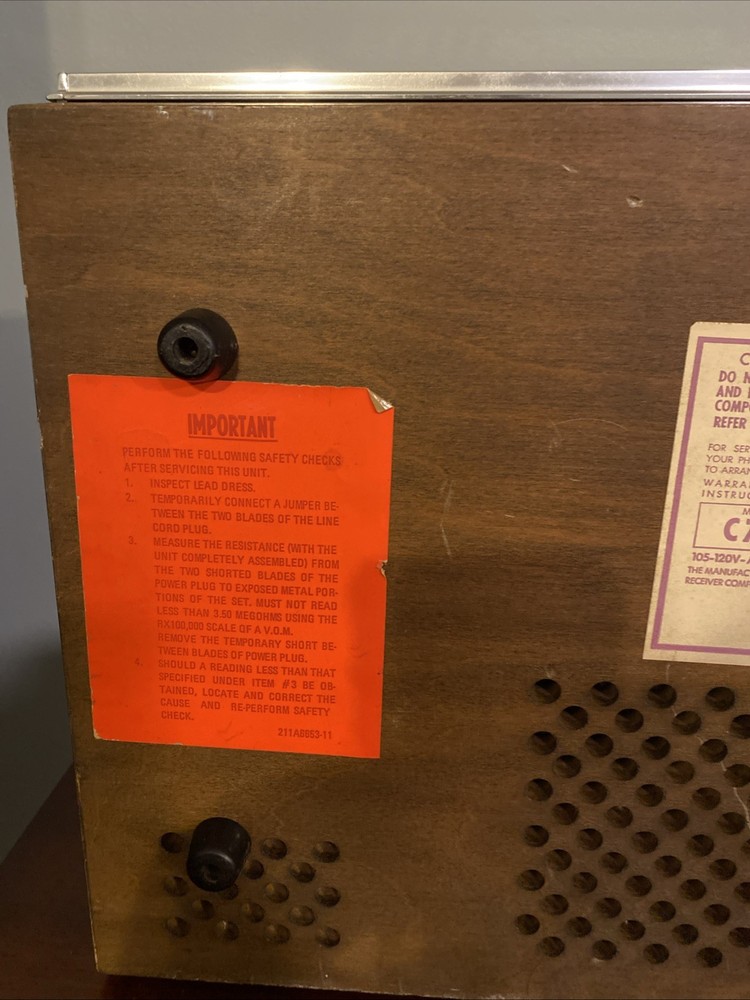 IMPORTANT
PERFORM THE FOLLOWING SAFETY CHECKS
AFTER SERVICING THIS UNIT.
1. INSPECT LEAD DRESS.
2. TEMPORARILY CONNECT A JUMPER BE-
TWEEN THE TWO BLADES OF THE LINE
CORD PLUG.
3. MEASURE THE RESISTANCE (WITH THE
UNIT COMPLETELY ASSEMBLED) FROM
THE TWO SHORTED BLADES OF THE
POWER PLUG TO EXPOSED METAL POR-
TIONS OF THE SET, MUST NOT READ
LESS THAN 3.50 MEGOHMS USING THE
RX100,000 SCALE OF A V.O.M.
REMOVE THE TEMPORARY SHORT BE-
TWEEN BLADES OF POWER PLUG.
4. SHOULD A READING LESS THAN THAT
SPECIFIED UNDER ITEM #3 BE OB-
TAINED, LOCATE AND CORRECT THE
CAUSE AND RE-PERFORM SAFETY
CHECK.
211A0063-11
C
DO N
AND
COMP
REFER
FOR SER
YOUR PH
TO ARRAN
WARRA
INSTRUC
M
CA
105-120V-
THE MANUFAC
RECEIVER COM